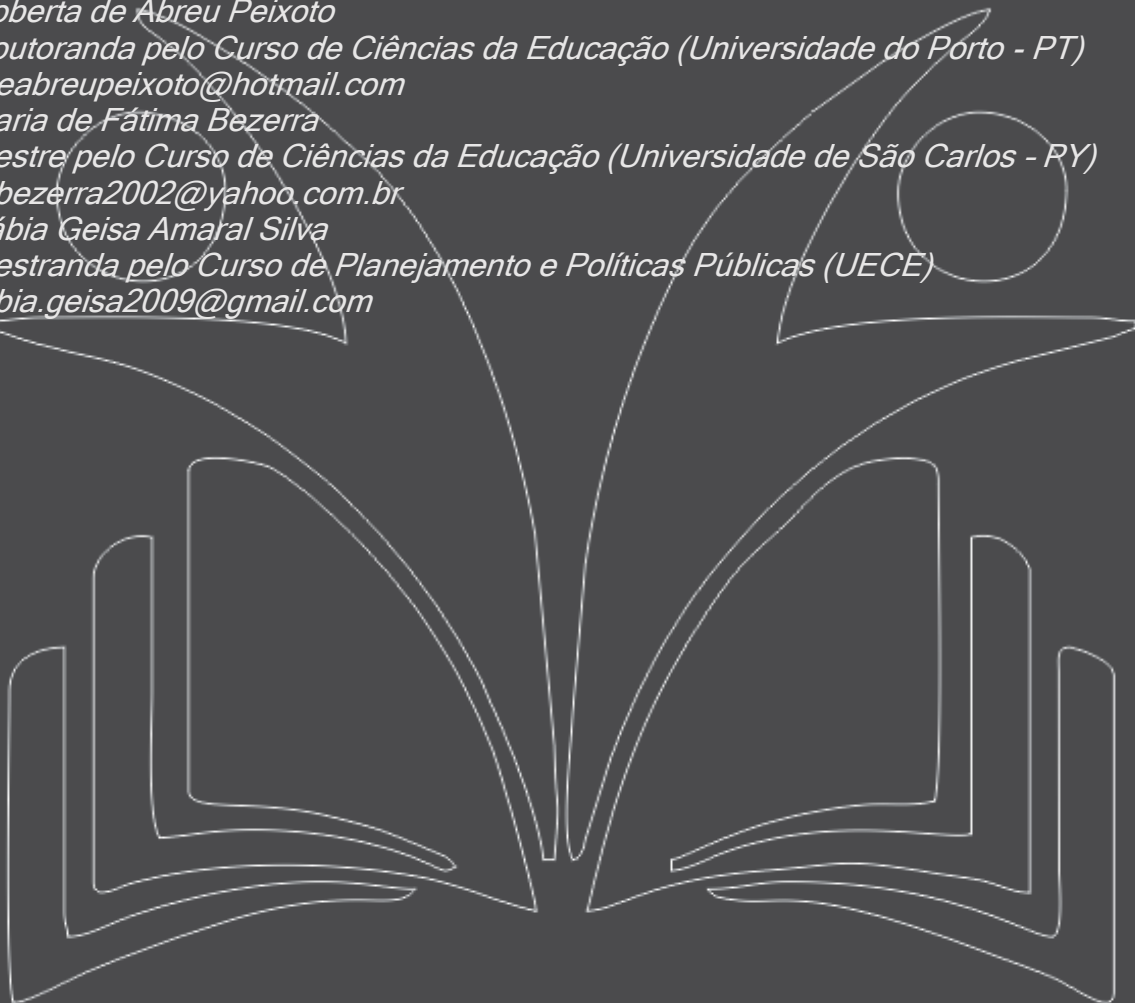 oberta de Abreu Peixoto
outoranda pelo Curso de Ciências da Educação (Universidade do Porto - PT)
eabreupeixoto@hotmail.com
aria de Fátima Bezerra
estre pelo Curso de Ciências da Educação (Universidade de São Carlos - PY)
bezerra2002@yahoo.com.br
ábia Geisa Amaral Silva
estranda pelo Curso de Planejamento e Políticas Públicas (UECE)
bia.geisa2009@gmail.com